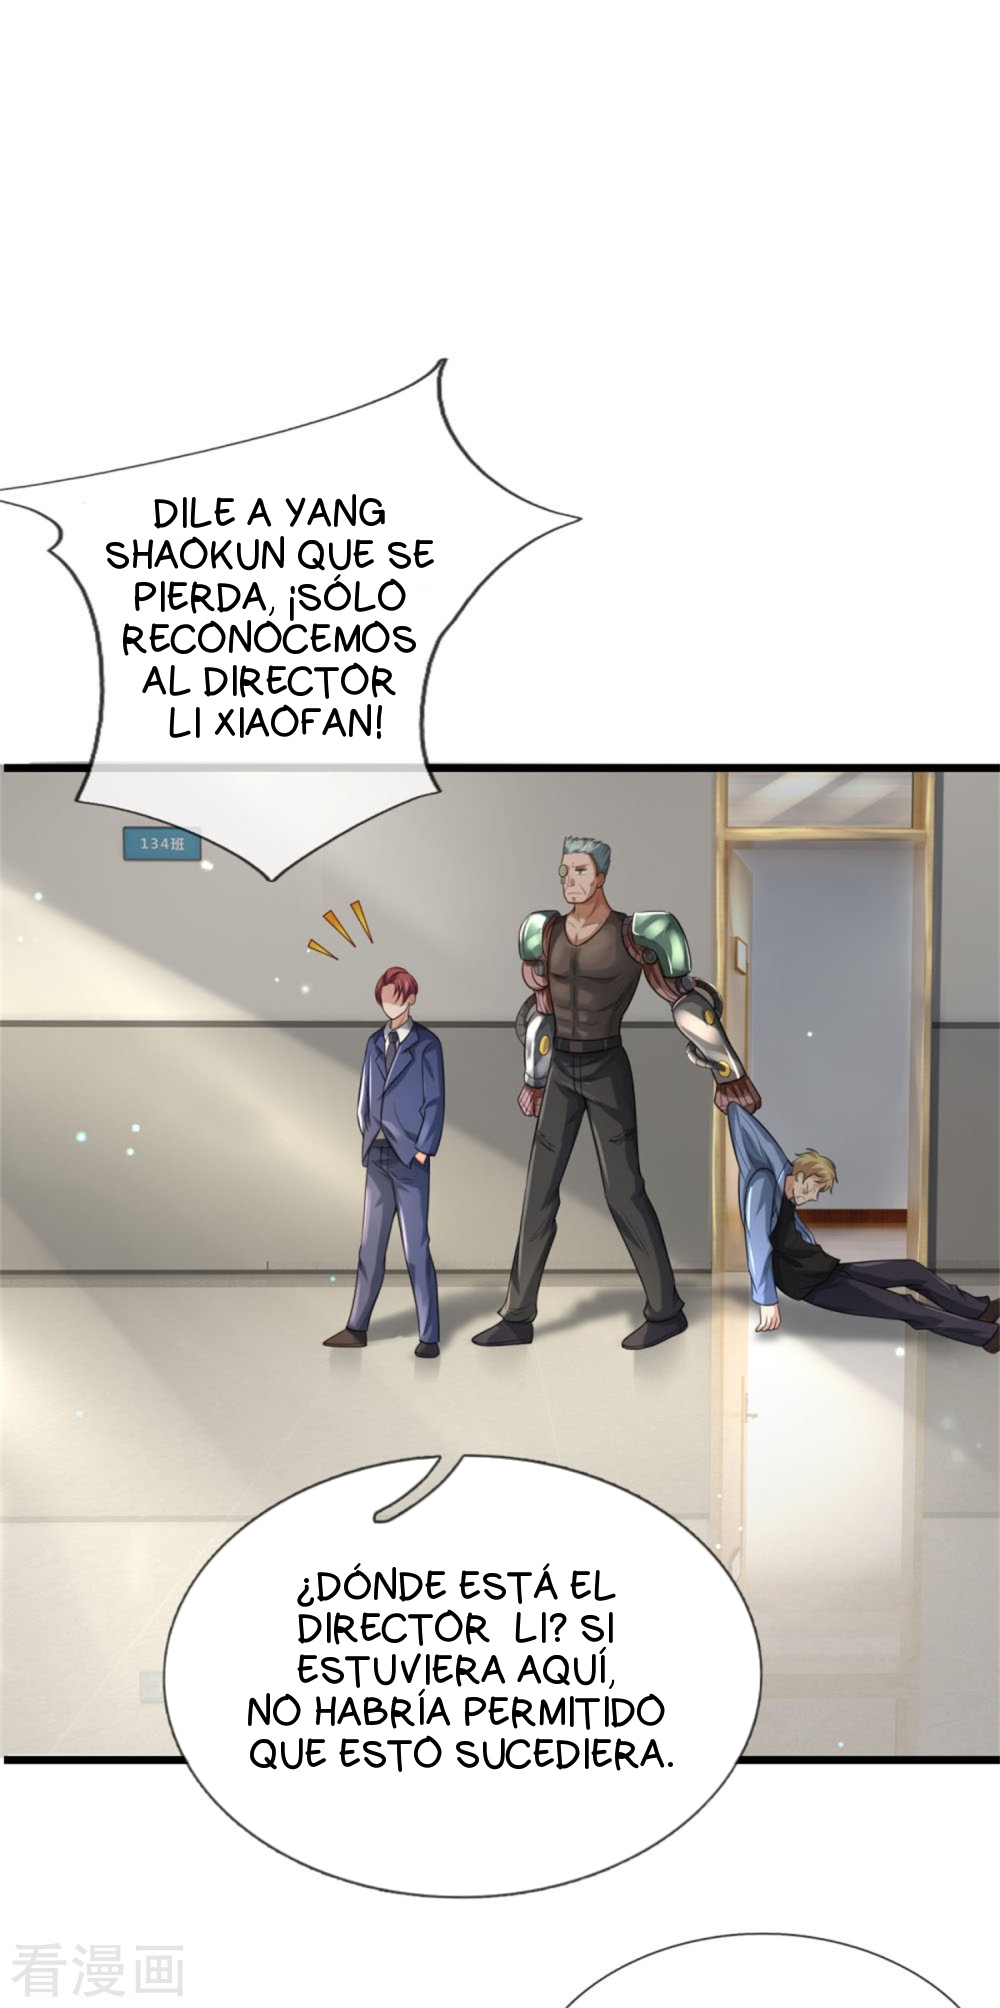 DILE A YANG
SHAOKUN QUE SE
PIERDA, ¡SÓLO
RECONOCEMOS
AL DIRECTOR
LI XIAOFAN!
134班
¿DÓNDE ESTÁ EL
DIRECTOR LI? SI
ESTUVIERA AQUÍ,
NO HABRÍA PERMITIDO
QUE ESTO SUCEDIERA.
看漫画